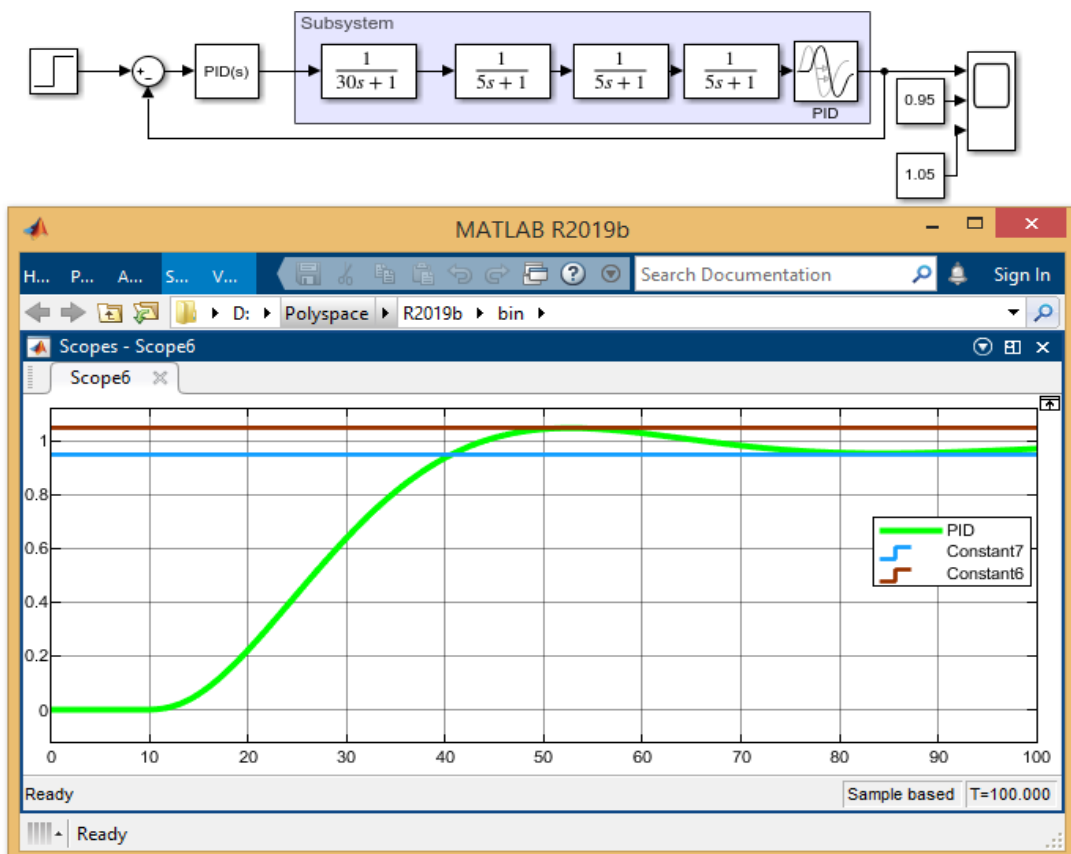 Subsystem
PID(s)
1
30s + 1
1
5s + 1
1
5s + 1
1
5s + 1
PID
+
-
0.95
1.05
MATLAB R2019b
H... P... A... S... V... Search Documentation Sign In
D: Polyspace R2019b bin
Scopes - Scope6
Scope6
1
0.8
0.6
0.4
0.2
0
PID
Constant7
Constant6
0 10 20 30 40 50 60 70 80 90 100
Ready Sample based T=100.000
Ready